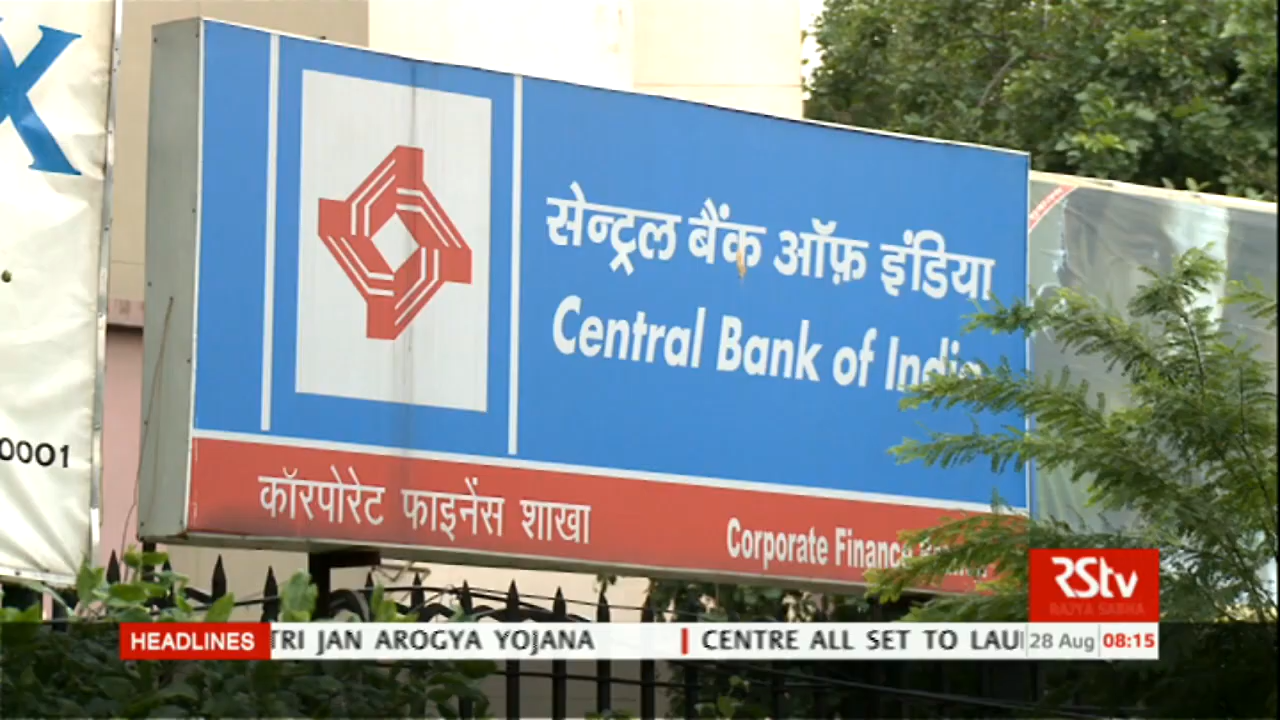 X
0001
सेन्ट्रल बैंक ऑफ़ इंडिया
Central Bank of India
कॉरपोरेट फाइनेंस शाखा
Corporate Finance
RSTV
RAJYA SABHA
HEADLINES TRI JAN AROGYA YOJANA | CENTRE ALL SET TO LAU 28 Aug 08:15